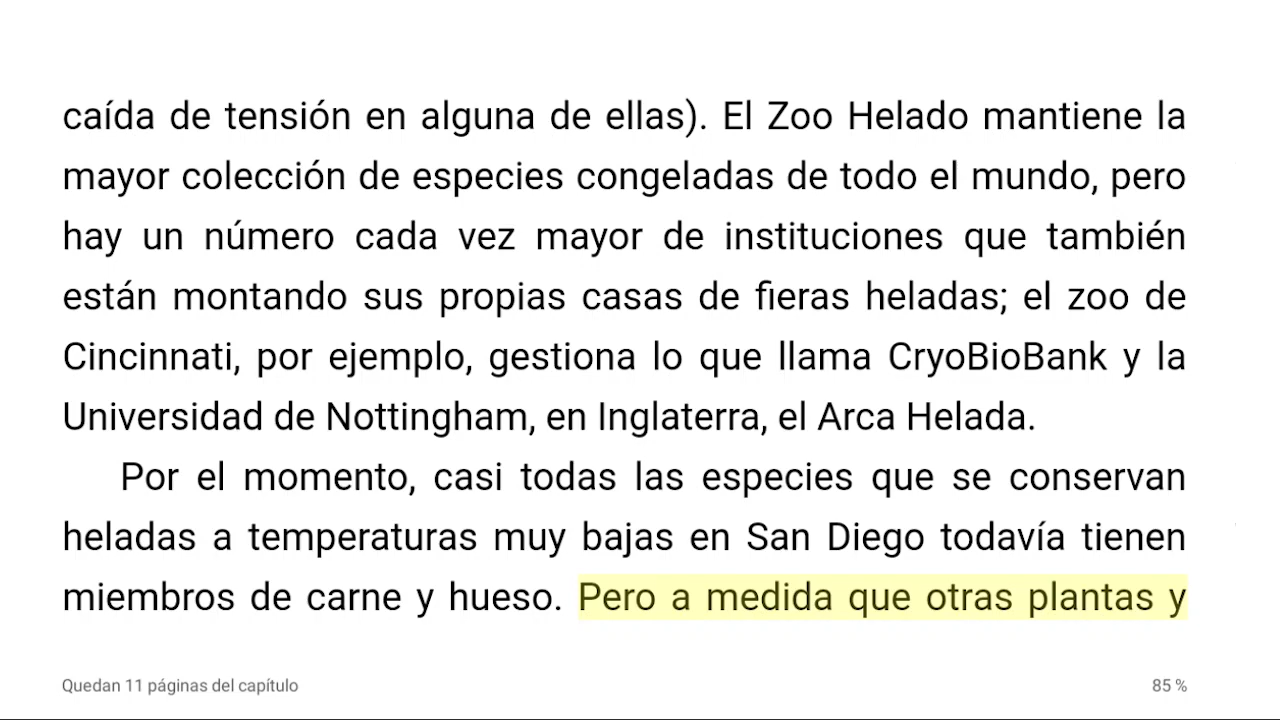 caída de tensión en alguna de ellas). El Zoo Helado mantiene la
mayor colección de especies congeladas de todo el mundo, pero
hay un número cada vez mayor de instituciones que también
están montando sus propias casas de fieras heladas; el zoo de
Cincinnati, por ejemplo, gestiona lo que llama CryoBioBank y la
Universidad de Nottingham, en Inglaterra, el Arca Helada.
Por el momento, casi todas las especies que se conservan
heladas a temperaturas muy bajas en San Diego todavía tienen
miembros de carne y hueso. Pero a medida que otras plantas y
Quedan 11 páginas del capítulo
85 %